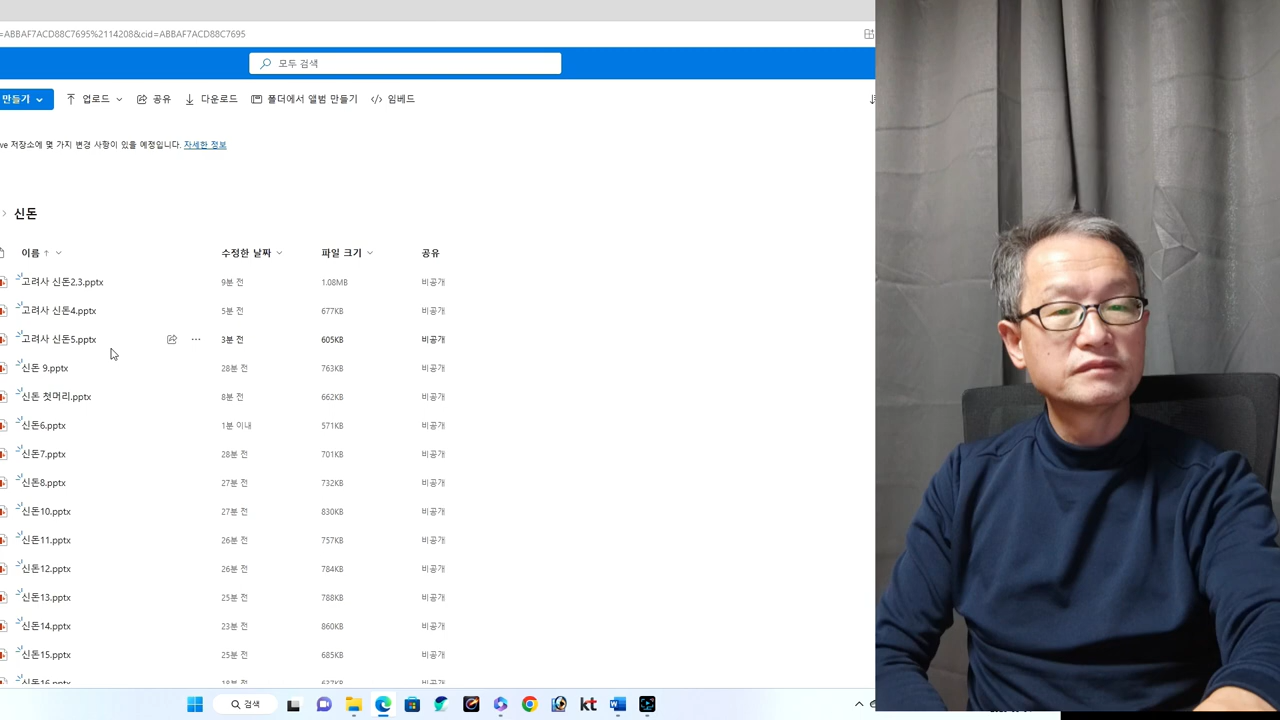 =ABBAF7ACD88C7695%2114208&cid=ABBAF7ACD88C7695
모두 검색
만들기 업로드 공유 다운로드 폴더에서 앨범 만들기 임베드
ve 저장소에 몇 가지 변경 사항이 있을 예정입니다. 자세한 정보
신돈
이름 수정한 날짜 파일 크기 공유
고려사 신돈2.3.pptx 9분 전 1.08MB 비공개
고려사 신돈4.pptx 5분 전 677KB 비공개
고려사 신돈5.pptx 3분 전 605KB 비공개
신돈 9.pptx 28분 전 763KB 비공개
신돈 첫머리.pptx 8분 전 662KB 비공개
신돈6.pptx 1분 이내 571KB 비공개
신돈7.pptx 28분 전 701KB 비공개
신돈8.pptx 27분 전 732KB 비공개
신돈10.pptx 27분 전 830KB 비공개
신돈11.pptx 26분 전 757KB 비공개
신돈12.pptx 26분 전 784KB 비공개
신돈13.pptx 25분 전 788KB 비공개
신돈14.pptx 23분 전 860KB 비공개
신돈15.pptx 25분 전 685KB 비공개
신돈16.pptx 18분 전 637KB 비공개
검색 kt